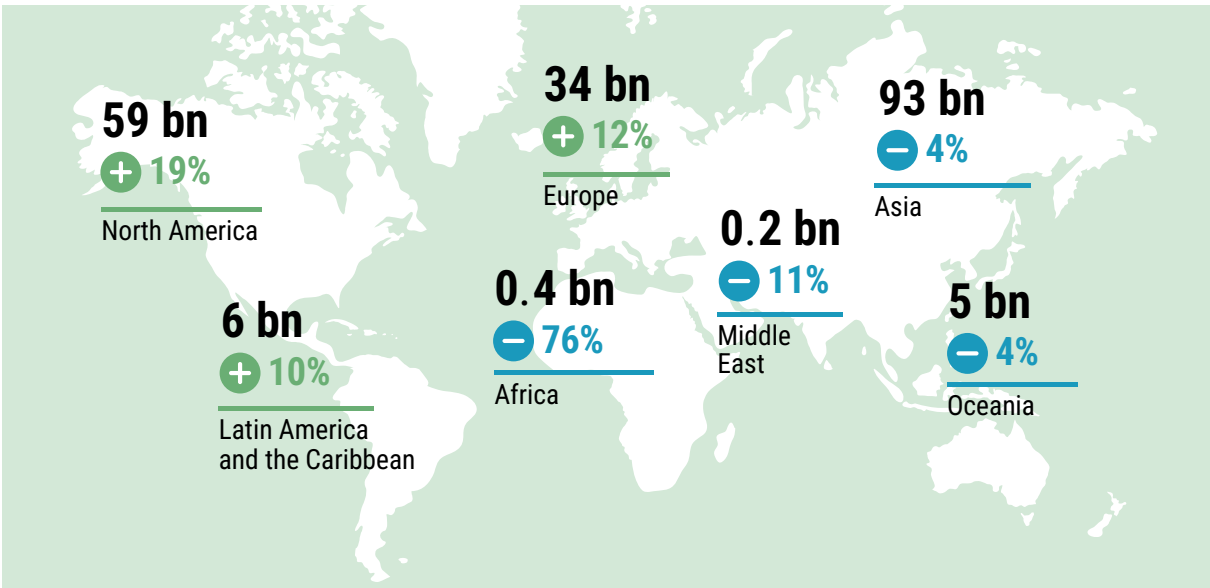 59 bn
+ 19%
North America
34 bn
+ 12%
Europe
93 bn
− 4%
Asia
6 bn
+ 10%
Latin America
and the Caribbean
0.4 bn
− 76%
Africa
0.2 bn
− 11%
Middle
East
5 bn
− 4%
Oceania